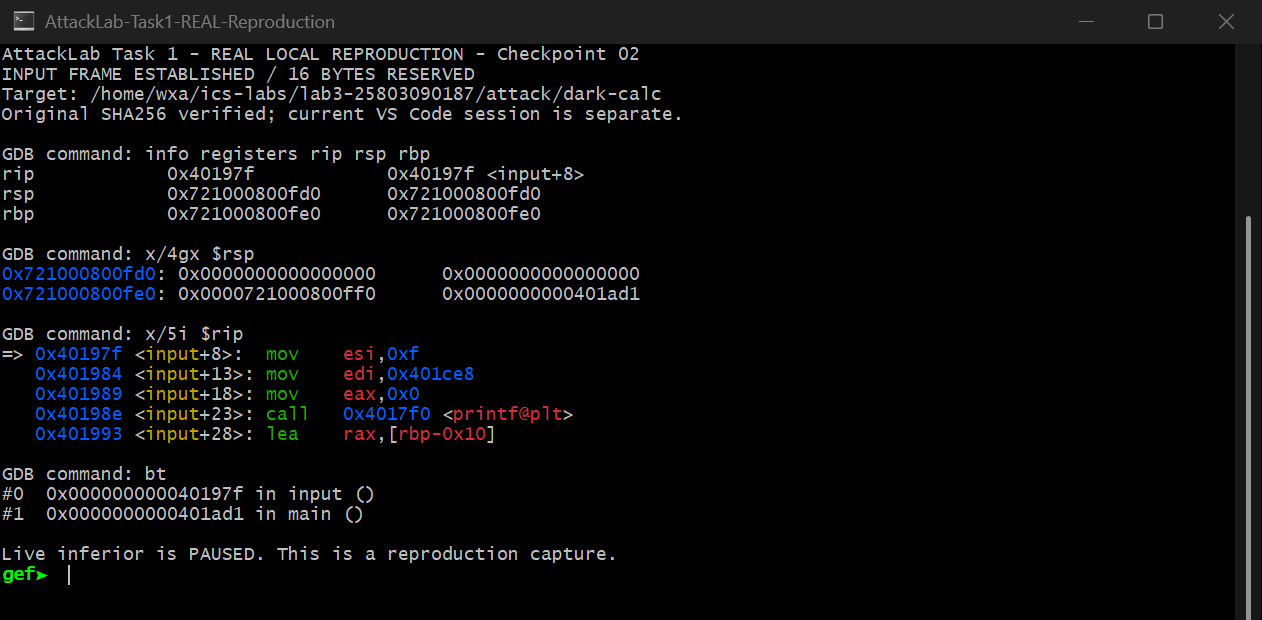 AttackLab-Task1-REAL-Reproduction
AttackLab Task 1 - REAL LOCAL REPRODUCTION - Checkpoint 02
INPUT FRAME ESTABLISHED / 16 BYTES RESERVED
Target: /home/wxa/ics-labs/lab3-25803090187/attack/dark-calc
Original SHA256 verified; current VS Code session is separate.

GDB command: info registers rip rsp rbp
rip            0x40197f            0x40197f <input+8>
rsp            0x721000800fd0      0x721000800fd0
rbp            0x721000800fe0      0x721000800fe0

GDB command: x/4gx $rsp
0x721000800fd0: 0x0000000000000000      0x0000000000000000
0x721000800fe0: 0x0000721000800ff0      0x0000000000401ad1

GDB command: x/5i $rip
=> 0x40197f <input+8>:  mov    esi,0xf
   0x401984 <input+13>: mov    edi,0x401ce8
   0x401989 <input+18>: mov    eax,0x0
   0x40198e <input+23>: call   0x4017f0 <printf@plt>
   0x401993 <input+28>: lea    rax,[rbp-0x10]

GDB command: bt
#0  0x000000000040197f in input ()
#1  0x0000000000401ad1 in main ()

Live inferior is PAUSED. This is a reproduction capture.
gef➤